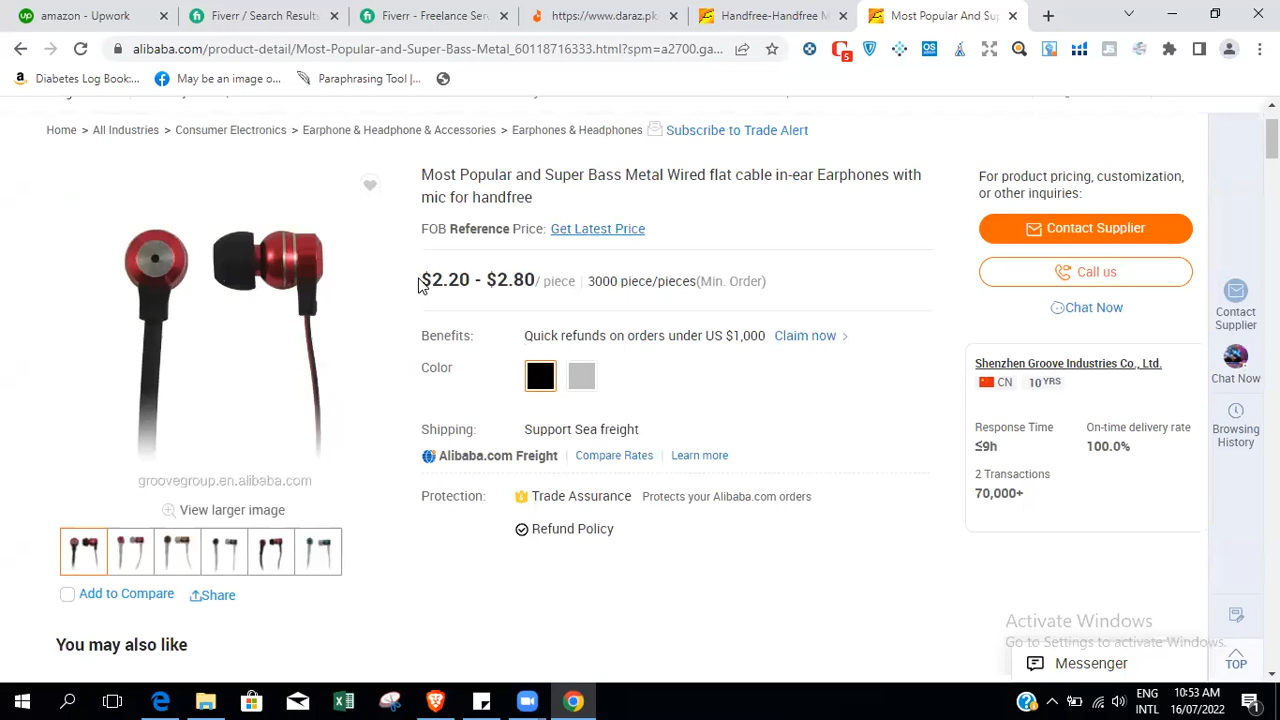 amazon - Upwork
Fiverr / Search Results
Fiverr - Freelance Serv
https://www.daraz.pk
Handfree-Handfree M
Most Popular And Sup
alibaba.com/product-detail/Most-Popular-and-Super-Bass-Metal_60118716333.html?spm=a2700.ga...
5
OS
JS
Diabetes Log Book:...
May be an image o...
Paraphrasing Tool |...
Home > All Industries > Consumer Electronics > Earphone & Headphone & Accessories > Earphones & Headphones
Subscribe to Trade Alert
Most Popular and Super Bass Metal Wired flat cable in-ear Earphones with
mic for handfree
FOB Reference Price: Get Latest Price
$2.20 - $2.80 / piece | 3000 piece/pieces(Min. Order)
Benefits: Quick refunds on orders under US $1,000 Claim now >
Color
Shipping: Support Sea freight
Alibaba.com Freight | Compare Rates | Learn more
Protection: Trade Assurance Protects your Alibaba.com orders
Refund Policy
groovegroup.en.alibaba.com
View larger image
Add to Compare
Share
You may also like
For product pricing, customization,
or other inquiries:
Contact Supplier
Call us
Chat Now
Shenzhen Groove Industries Co., Ltd.
CN 10 YRS
Response Time On-time delivery rate
≤9h 100.0%
2 Transactions
70,000+
Contact
Supplier
Chat Now
Browsing
History
TOP
Activate Windows
Go to Settings to activate Windows.
Messenger
ENG
INTL
10:53 AM
16/07/2022
1